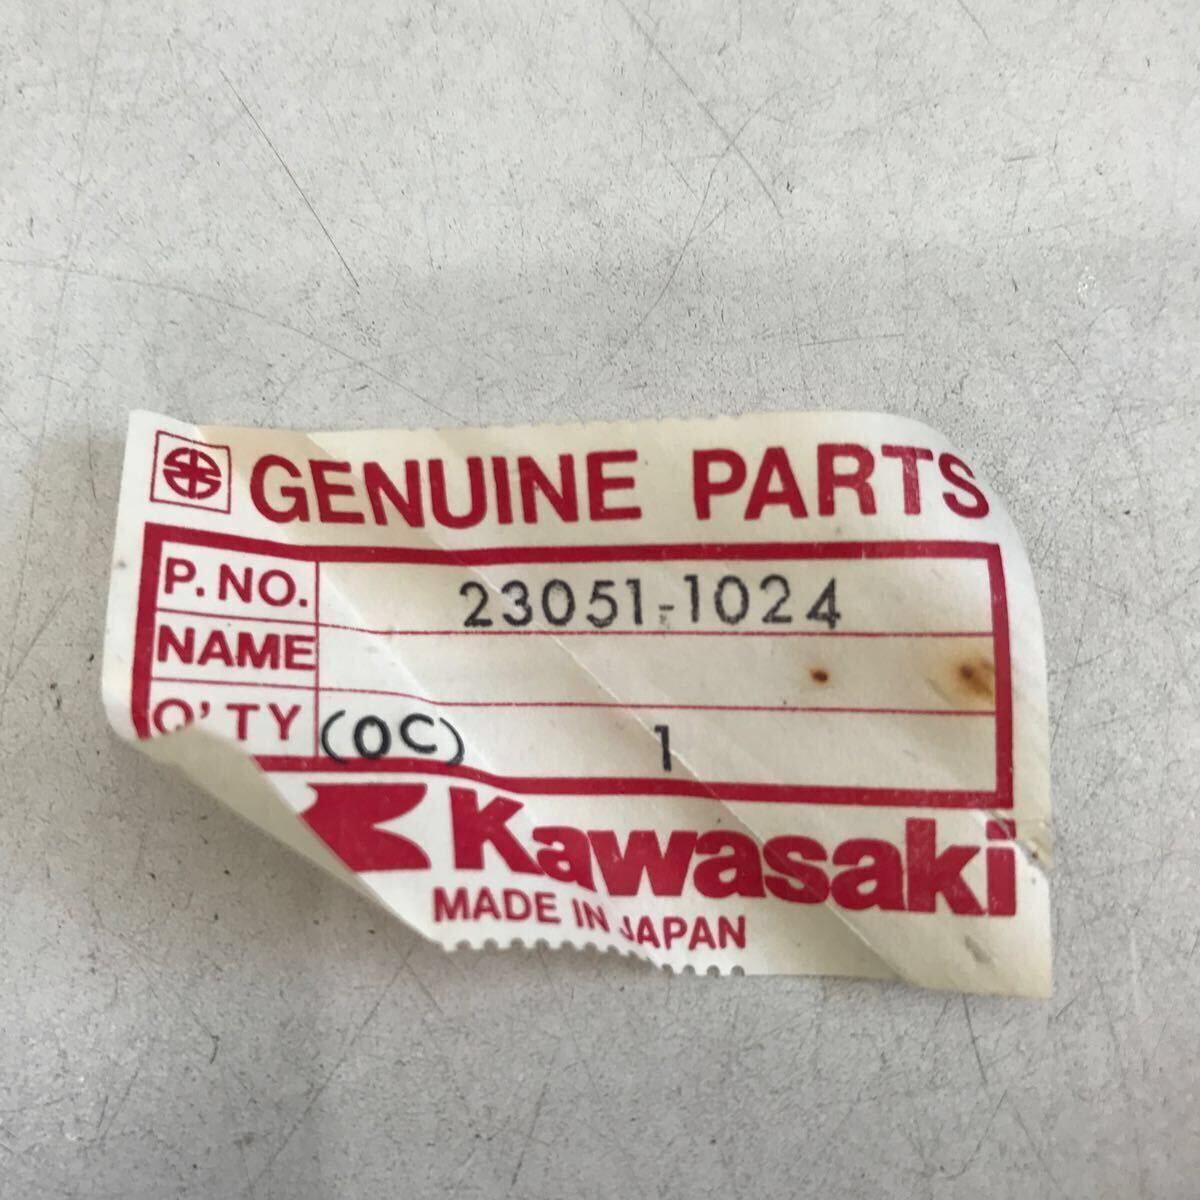 GENUINE PARTS
P.NO. 23051-1024
NAME
Q'TY (OC) 1
Kawasaki
MADE IN JAPAN